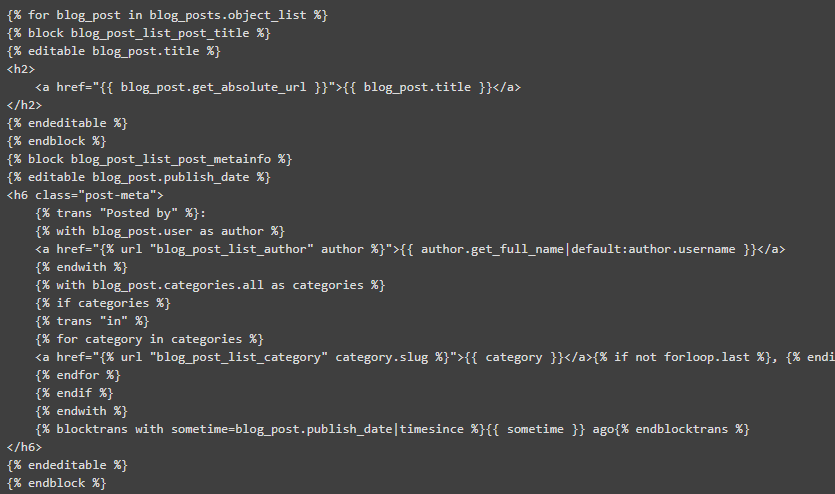 {% for blog_post in blog_posts.object_list %}
{% block blog_post_list_post_title %}
{% editable blog_post.title %}
<h2>
    <a href="{{ blog_post.get_absolute_url }}">{{ blog_post.title }}</a>
</h2>
{% endeditable %}
{% endblock %}
{% block blog_post_list_post_metainfo %}
{% editable blog_post.publish_date %}
<h6 class="post-meta">
    {% trans "Posted by" %}:
    {% with blog_post.user as author %}
    <a href="{% url "blog_post_list_author" author %}">{{ author.get_full_name|default:author.username }}</a>
    {% endwith %}
    {% with blog_post.categories.all as categories %}
    {% if categories %}
    {% trans "in" %}
    {% for category in categories %}
    <a href="{% url "blog_post_list_category" category.slug %}">{{ category }}</a>{% if not forloop.last %}, {% endi
    {% endfor %}
    {% endif %}
    {% endwith %}
    {% blocktrans with sometime=blog_post.publish_date|timesince %}{{ sometime }} ago{% endblocktrans %}
</h6>
{% endeditable %}
{% endblock %}